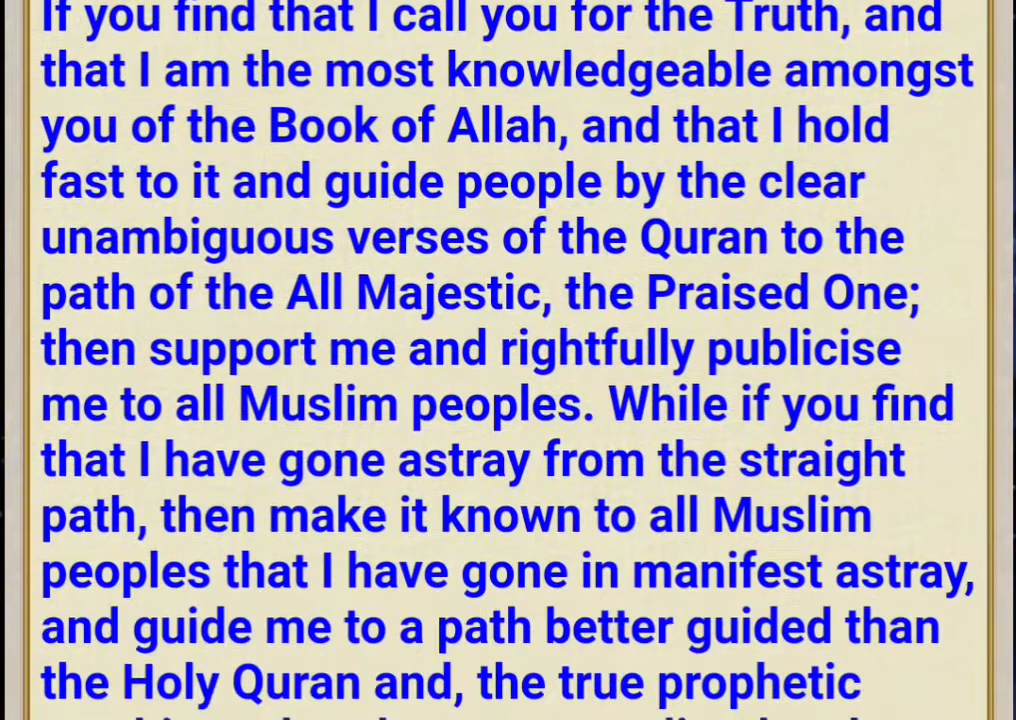 If you find that I call you for the Truth, and
that I am the most knowledgeable amongst
you of the Book of Allah, and that I hold
fast to it and guide people by the clear
unambiguous verses of the Quran to the
path of the All Majestic, the Praised One;
then support me and rightfully publicise
me to all Muslim peoples. While if you find
that I have gone astray from the straight
path, then make it known to all Muslim
peoples that I have gone in manifest astray,
and guide me to a path better guided than
the Holy Quran and, the true prophetic